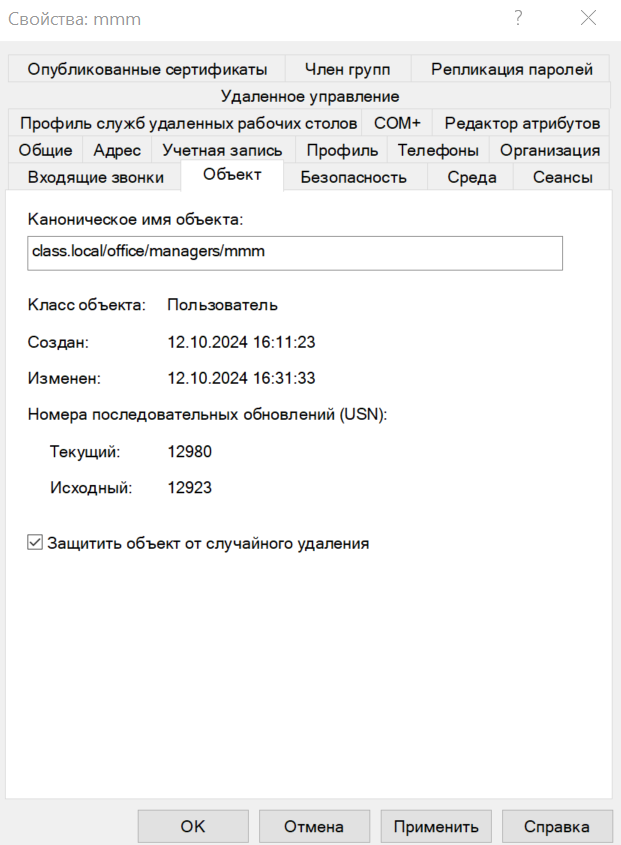 Свойства: mmm ?
Опубликованные сертификаты Член групп Репликация паролей
Удаленное управление
Профиль служб удаленных рабочих столов COM+ Редактор атрибутов
Общие Адрес Учетная запись Профиль Телефоны Организация
Входящие звонки Объект Безопасность Среда Сеансы
Каноническое имя объекта:
class.local/office/managers/mmm
Класс объекта: Пользователь
Создан: 12.10.2024 16:11:23
Изменен: 12.10.2024 16:31:33
Номера последовательных обновлений (USN):
Текущий: 12980
Исходный: 12923
Защитить объект от случайного удаления
OK Отмена Применить Справка